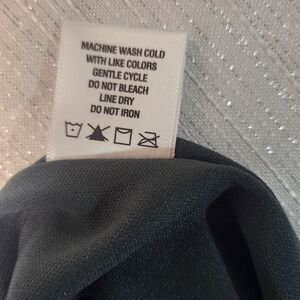 MACHINE WASH COLD
WITH LIKE COLORS
GENTLE CYCLE
DO NOT BLEACH
LINE DRY
DO NOT IRON